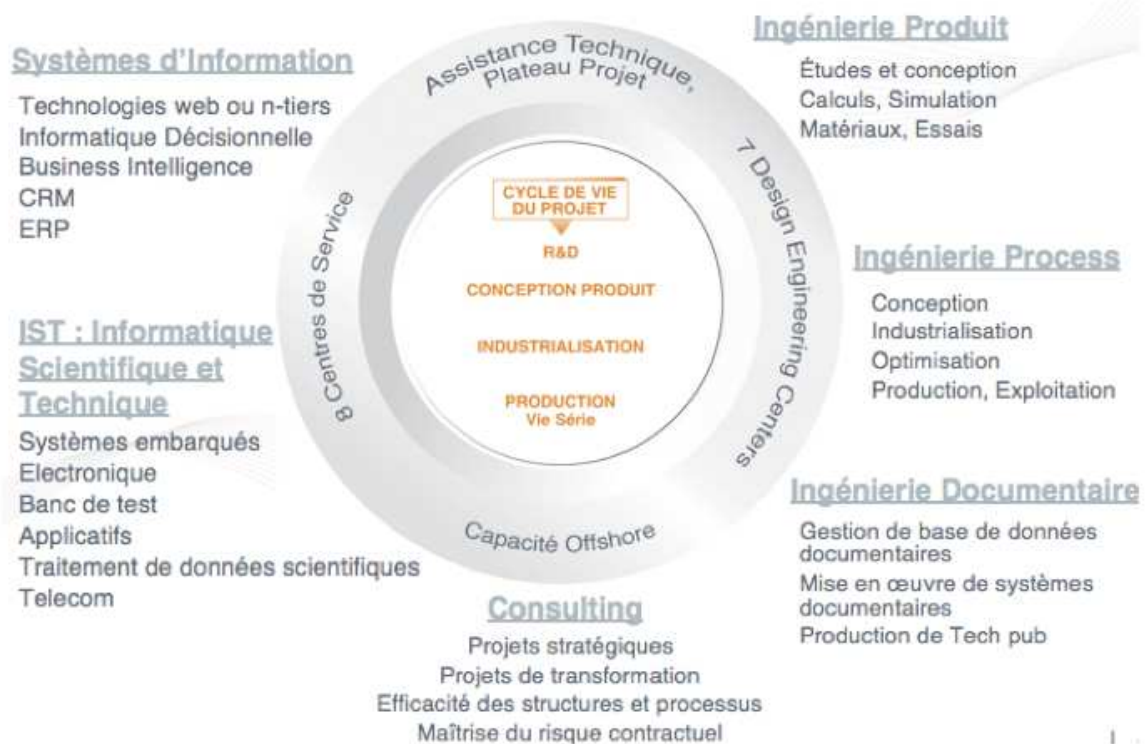 Systèmes d'Information
Technologies web ou n-tiers
Informatique Décisionnelle
Business Intelligence
CRM
ERP
IST : Informatique
Scientifique et
Technique
Systèmes embarqués
Electronique
Banc de test
Applicatifs
Traitement de données scientifiques
Telecom
Assistance Technique,
Plateau Projet
8 Centres de Service
7 Design Engineering Centers
Capacité Offshore
CYCLE DE VIE
DU PROJET
R&D
CONCEPTION PRODUIT
INDUSTRIALISATION
PRODUCTION
Vie Série
Ingénierie Produit
Études et conception
Calculs, Simulation
Matériaux, Essais
Ingénierie Process
Conception
Industrialisation
Optimisation
Production, Exploitation
Ingénierie Documentaire
Gestion de base de données
documentaires
Mise en œuvre de systèmes
documentaires
Production de Tech pub
Consulting
Projets stratégiques
Projets de transformation
Efficacité des structures et processus
Maîtrise du risque contractuel